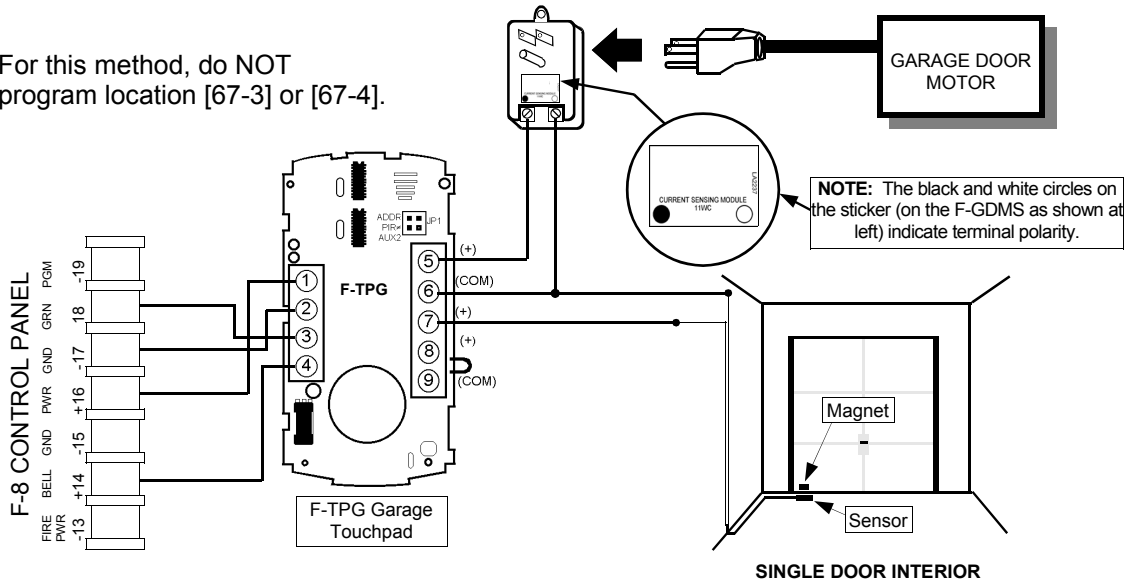 For this method, do NOT
program location [67-3] or [67-4].
GARAGE DOOR
MOTOR
CURRENT SENSING MODULE
11WC
LA2237
NOTE: The black and white circles on
the sticker (on the F-GDMS as shown at
left) indicate terminal polarity.
ADDR
PIR*
AUX2
JP1
F-TPG
1
2
3
4
5
6
7
8
9
(+)
(COM)
(+)
(+)
(COM)
F-8 CONTROL PANEL
PGM
-19
GRN
18
GND
-17
PWR
+16
GND
-15
BELL
+14
FIRE
PWR
-13
F-TPG Garage
Touchpad
Magnet
Sensor
SINGLE DOOR INTERIOR